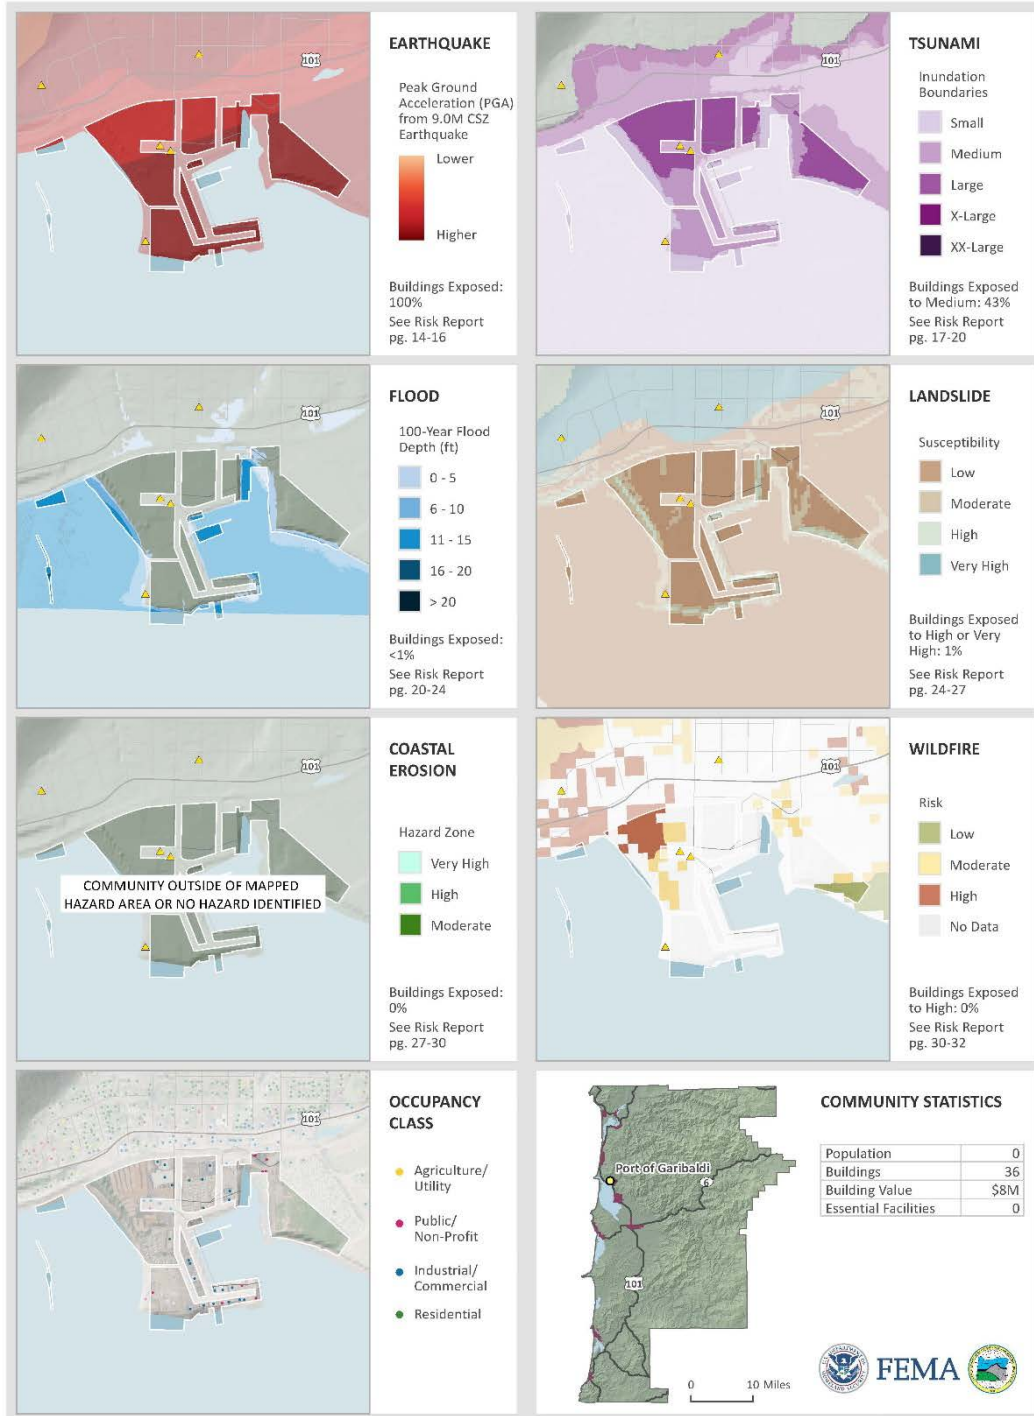 EARTHQUAKE
101
Peak Ground
Acceleration (PGA)
from 9.0M CSZ
Earthquake
Lower
Higher
Buildings Exposed:
100%
See Risk Report
pg. 14-16
TSUNAMI
101
Inundation
Boundaries
Small
Medium
Large
X-Large
XX-Large
Buildings Exposed
to Medium: 43%
See Risk Report
pg. 17-20
FLOOD
101
100-Year Flood
Depth (ft)
0 - 5
6 - 10
11 - 15
16 - 20
> 20
Buildings Exposed:
<1%
See Risk Report
pg. 20-24
LANDSLIDE
101
Susceptibility
Low
Moderate
High
Very High
Buildings Exposed
to High or Very
High: 1%
See Risk Report
pg. 24-27
COASTAL
EROSION
101
Hazard Zone
Very High
High
Moderate
COMMUNITY OUTSIDE OF MAPPED
HAZARD AREA OR NO HAZARD IDENTIFIED
Buildings Exposed:
0%
See Risk Report
pg. 27-30
WILDFIRE
101
Risk
Low
Moderate
High
No Data
Buildings Exposed
to High: 0%
See Risk Report
pg. 30-32
OCCUPANCY
CLASS
101
Agriculture/
Utility
Public/
Non-Profit
Industrial/
Commercial
Residential
COMMUNITY STATISTICS
Population 0
Buildings 36
Building Value $8M
Essential Facilities 0
Port of Garibaldi
6
101
0 10 Miles
FEMA